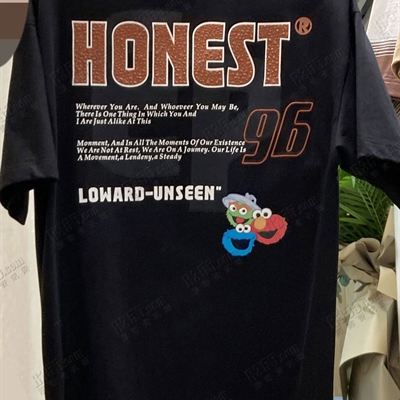 HONEST®
Wherever You Are, And Whoever You May Be,
There Is One Thing In Which You And
I Are Just Alike At This
96
Monment, And In All The Moments Of Our Existence
We Are Not At Rest, We Are On A Journey. Our Life Is
A Movement,a Lendeny,a Steady
LOWARD-UNSEEN"